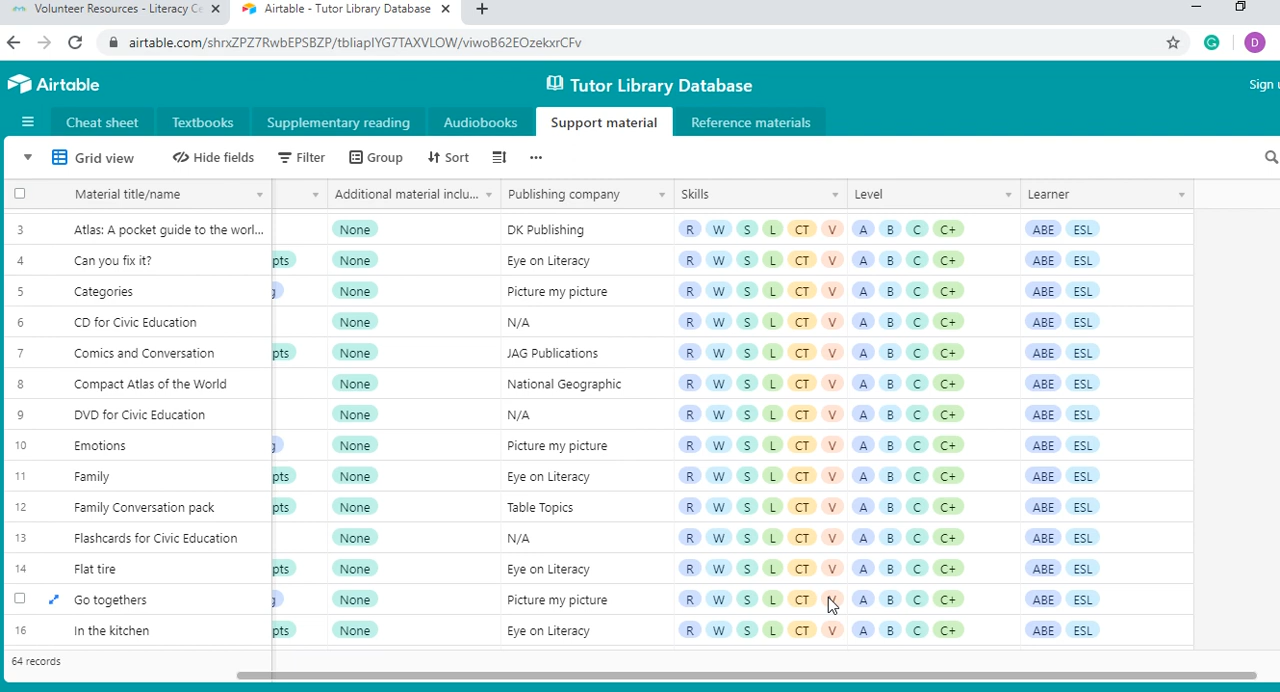 Volunteer Resources - Literacy Ce
Airtable - Tutor Library Database
airtable.com/shrxZPZ7RwbEPSBZP/tbliapIYG7TAXVLOW/viwoB62EOzekxrCFv
D
Airtable
Tutor Library Database
Sign u
Cheat sheet Textbooks Supplementary reading Audiobooks Support material Reference materials
Grid view Hide fields Filter Group Sort
Material title/name Additional material inclu... Publishing company Skills Level Learner
3 Atlas: A pocket guide to the worl... None DK Publishing R W S L CT V A B C C+ ABE ESL
4 Can you fix it? pts None Eye on Literacy R W S L CT V A B C C+ ABE ESL
5 Categories g None Picture my picture R W S L CT V A B C C+ ABE ESL
6 CD for Civic Education None N/A R W S L CT V A B C C+ ABE ESL
7 Comics and Conversation pts None JAG Publications R W S L CT V A B C C+ ABE ESL
8 Compact Atlas of the World None National Geographic R W S L CT V A B C C+ ABE ESL
9 DVD for Civic Education None N/A R W S L CT V A B C C+ ABE ESL
10 Emotions g None Picture my picture R W S L CT V A B C C+ ABE ESL
11 Family pts None Eye on Literacy R W S L CT V A B C C+ ABE ESL
12 Family Conversation pack pts None Table Topics R W S L CT V A B C C+ ABE ESL
13 Flashcards for Civic Education None N/A R W S L CT V A B C C+ ABE ESL
14 Flat tire pts None Eye on Literacy R W S L CT V A B C C+ ABE ESL
Go togethers g None Picture my picture R W S L CT V A B C C+ ABE ESL
16 In the kitchen pts None Eye on Literacy R W S L CT V A B C C+ ABE ESL
64 records